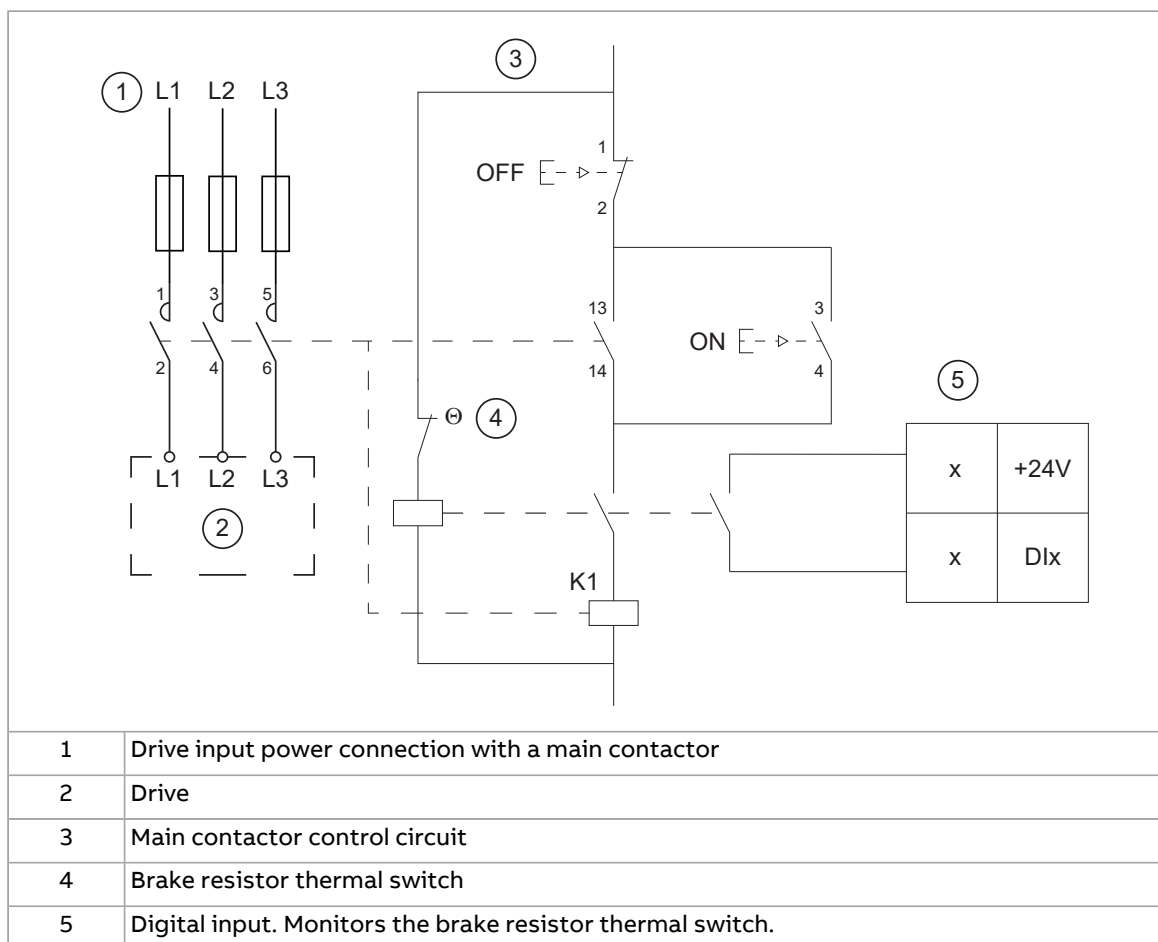 3
1 L1 L2 L3
1
OFF
2
1 3 5
13 3
ON
2 4 6
14 4
5
Θ 4
L1 L2 L3
x +24V
2
K1
x DIx
1 Drive input power connection with a main contactor
2 Drive
3 Main contactor control circuit
4 Brake resistor thermal switch
5 Digital input. Monitors the brake resistor thermal switch.